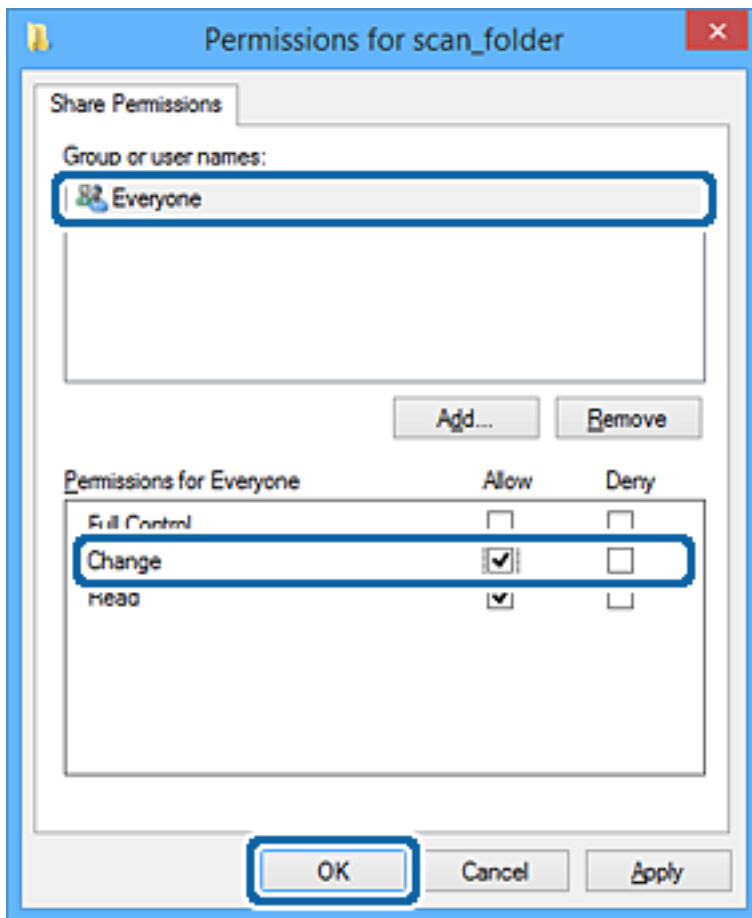 Permissions for scan_folder
Share Permissions
Group or user names:
Everyone
Add... Remove
Permissions for Everyone Allow Deny
Full Control
Change
Read
OK Cancel Apply